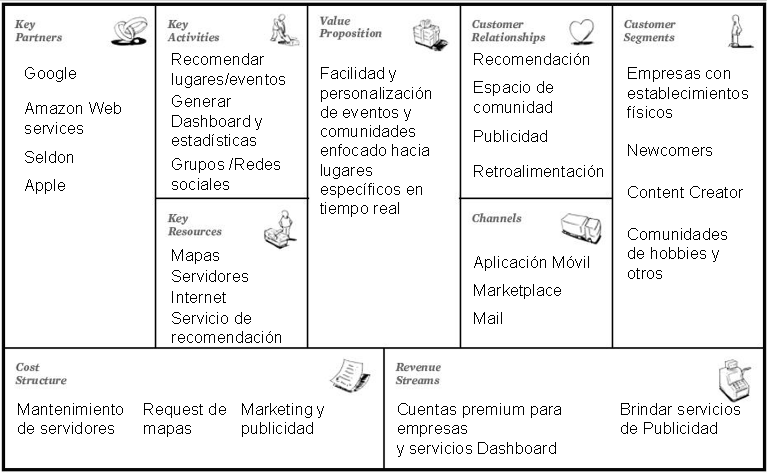 Key
Partners
Google
Amazon Web
services
Seldon
Apple
Key
Activities
Recomendar
lugares/eventos
Generar
Dashboard y
estadísticas
Grupos /Redes
sociales
Key
Resources
Mapas
Servidores
Internet
Servicio de
recomendación
Value
Proposition
Facilidad y
personalización
de eventos y
comunidades
enfocado hacia
lugares
específicos en
tiempo real
Customer
Relationships
Recomendación
Espacio de
comunidad
Publicidad
Retroalimentación
Channels
Aplicación Móvil
Marketplace
Mail
Customer
Segments
Empresas con
establecimientos
físicos
Newcomers
Content Creator
Comunidades
de hobbies y
otros
Cost
Structure
Mantenimiento
de servidores
Request de
mapas
Marketing y
publicidad
Revenue
Streams
Cuentas premium para
empresas
y servicios Dashboard
Brindar servicios
de Publicidad